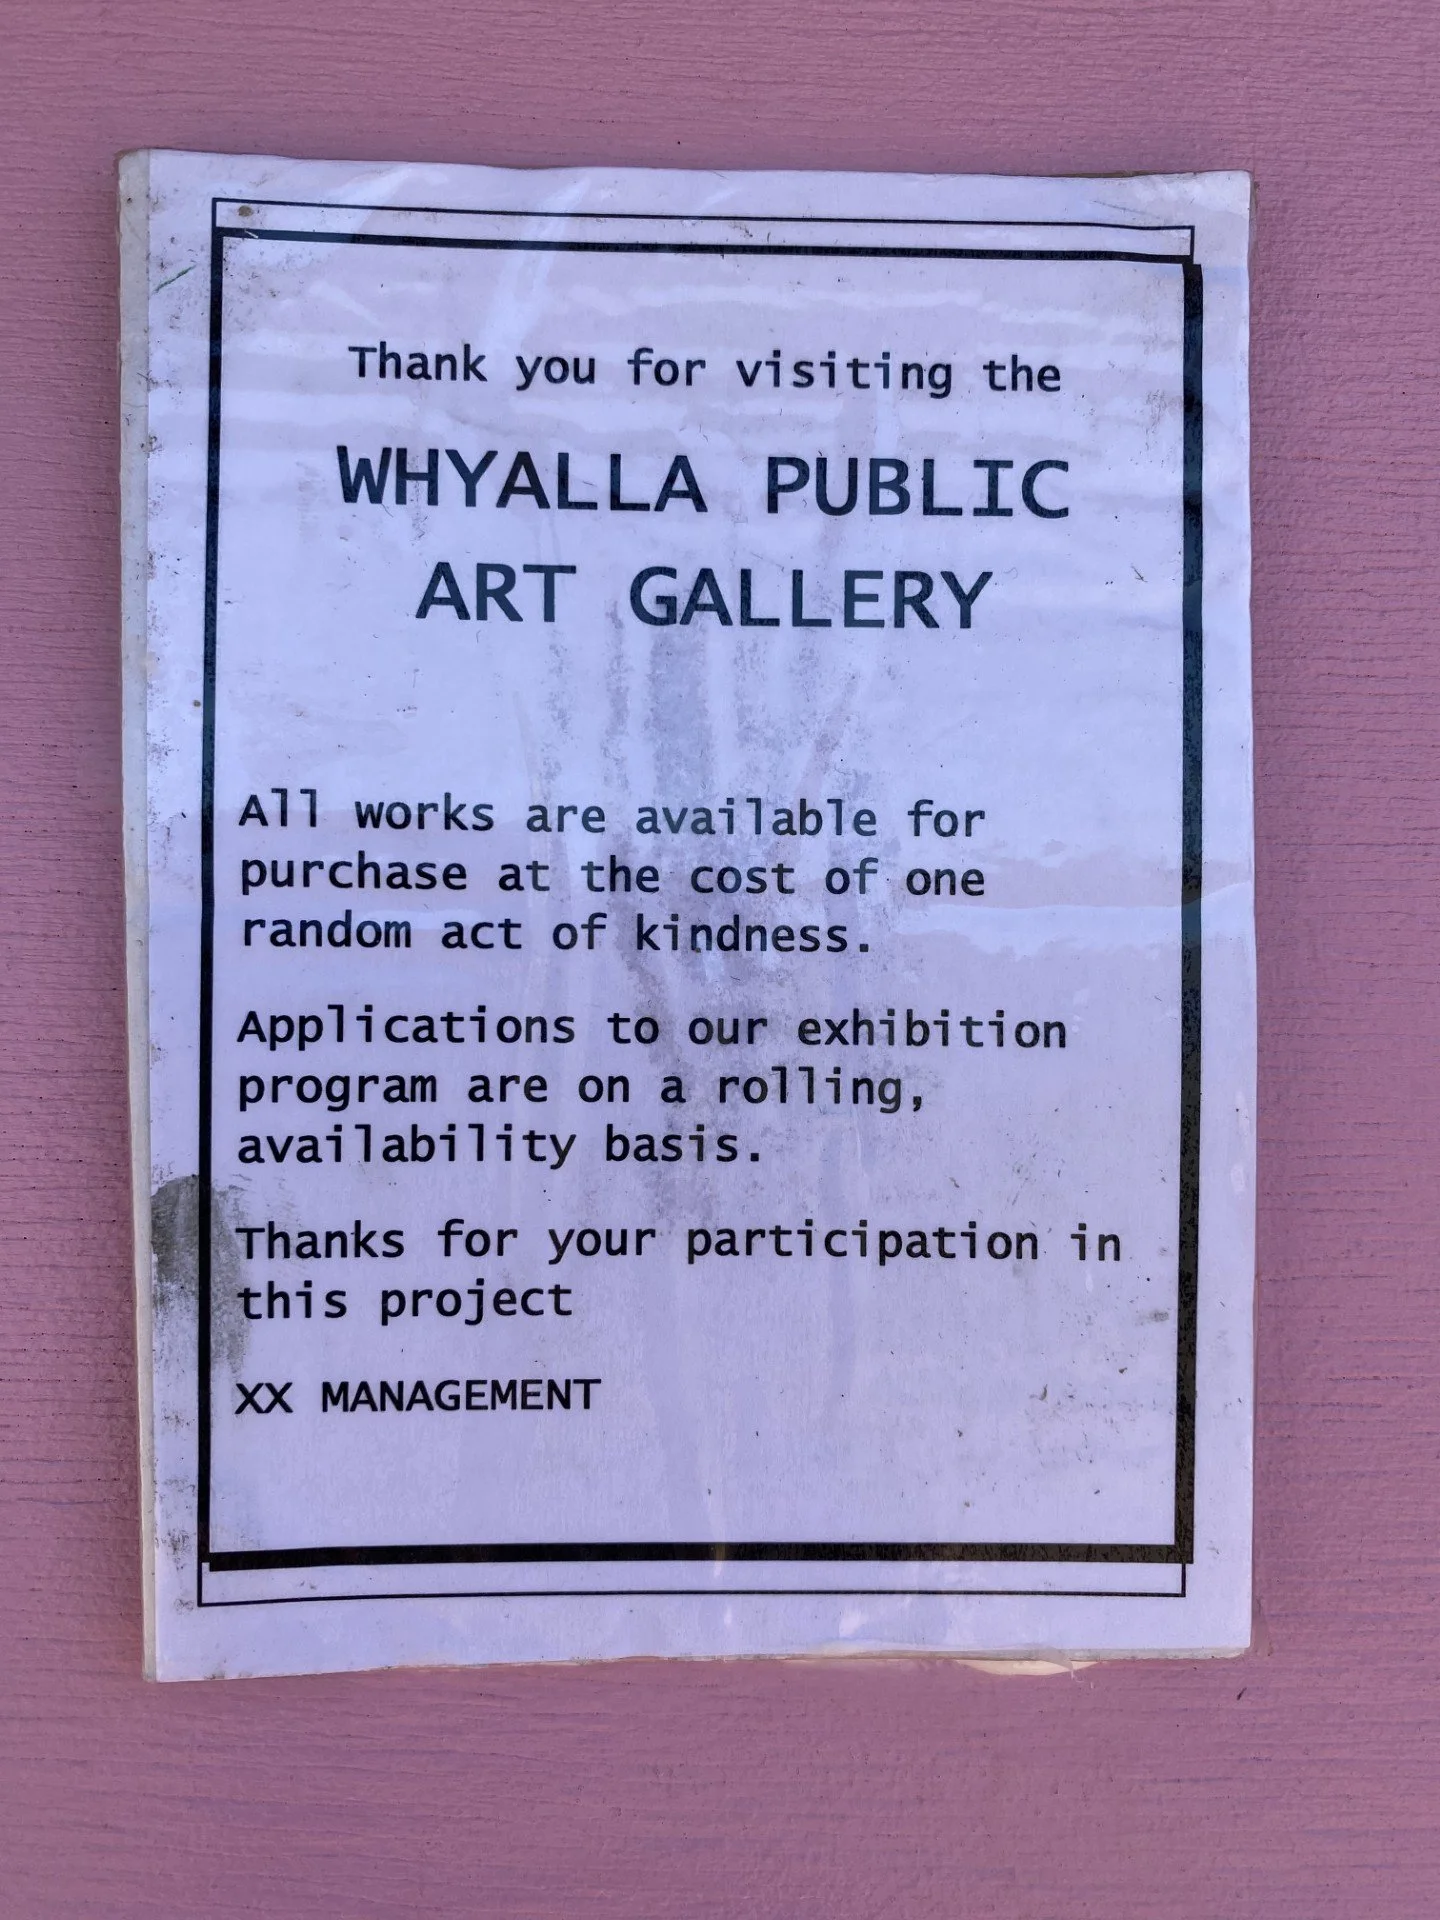 Thank you for visiting the
WHYALLA PUBLIC
ART GALLERY
All works are available for
purchase at the cost of one
random act of kindness.
Applications to our exhibition
program are on a rolling,
availability basis.
Thanks for your participation in
this project
XX MANAGEMENT